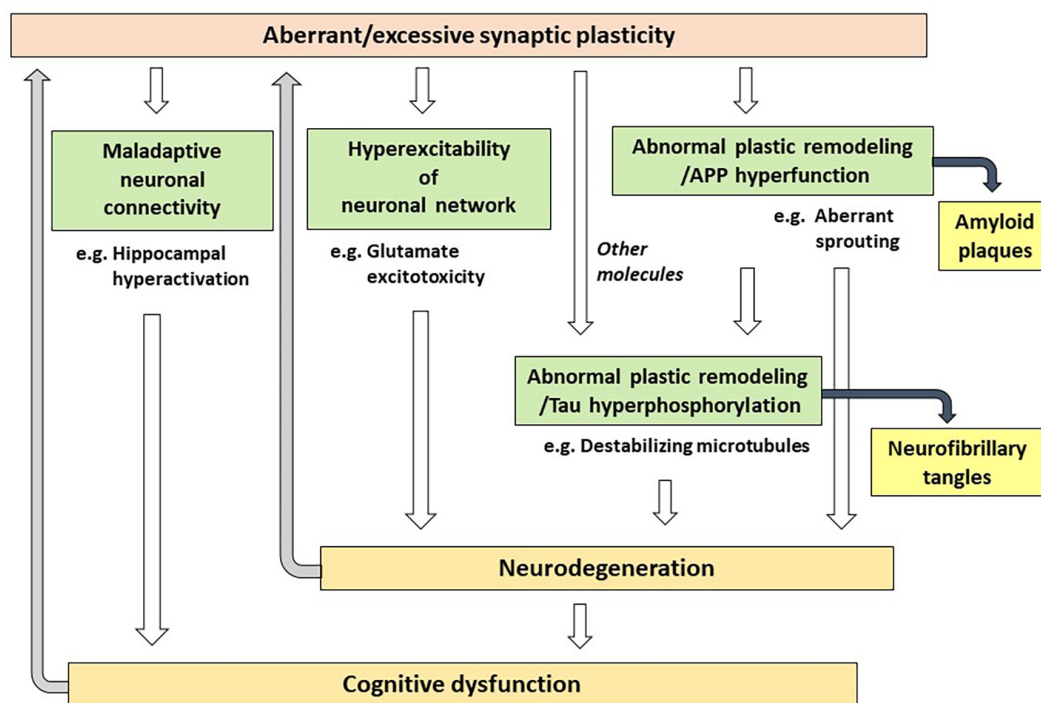 Aberrant/excessive synaptic plasticity
Maladaptive
neuronal
connectivity
e.g. Hippocampal
hyperactivation
Hyperexcitability
of
neuronal network
e.g. Glutamate
excitotoxicity
Other
molecules
Abnormal plastic remodeling
/APP hyperfunction
e.g. Aberrant
sprouting
Amyloid
plaques
Abnormal plastic remodeling
/Tau hyperphosphorylation
e.g. Destabilizing microtubules
Neurofibrillary
tangles
Neurodegeneration
Cognitive dysfunction